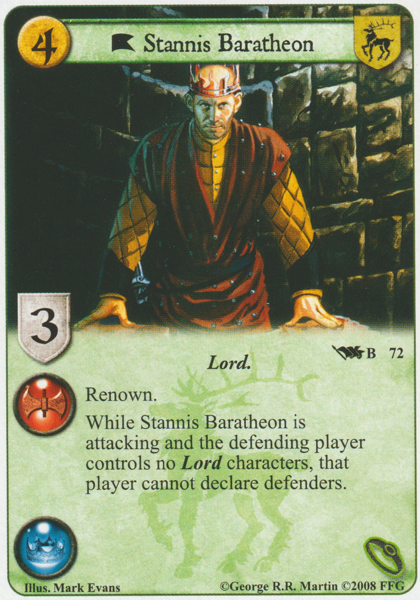 4 Stannis Baratheon
3
Lord.
B 72
Renown.
While Stannis Baratheon is
attacking and the defending player
controls no Lord characters, that
player cannot declare defenders.
Illus. Mark Evans ©George R.R. Martin ©2008 FFG